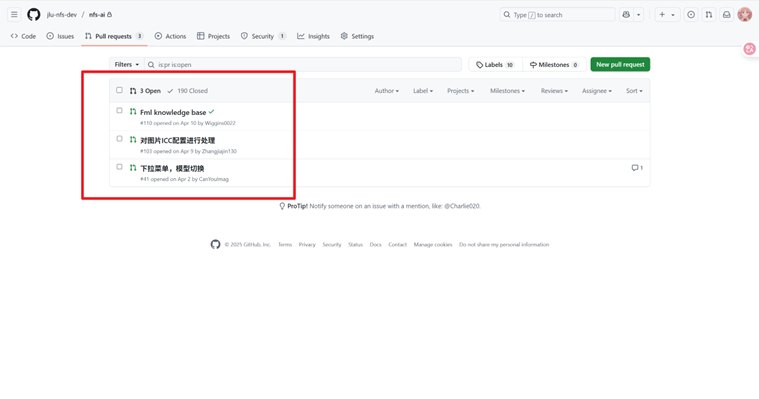 jlu-nfs-dev / nfs-ai
Type / to search
Code Issues Pull requests 3 Actions Projects Security 1 Insights Settings
Filters is:pr is:open Labels 10 Milestones 0 New pull request
3 Open 190 Closed Author Label Projects Milestones Reviews Assignee Sort
Fml knowledge base
#110 opened on Apr 10 by Wiggins0022
对图片ICC配置进行处理
#103 opened on Apr 9 by Zhangjiajin130
下拉菜单，模型切换 1
#41 opened on Apr 2 by CanYouImag
ProTip! Notify someone on an issue with a mention, like: @Charlie020.
© 2025 GitHub, Inc. Terms Privacy Security Status Docs Contact Manage cookies Do not share my personal information